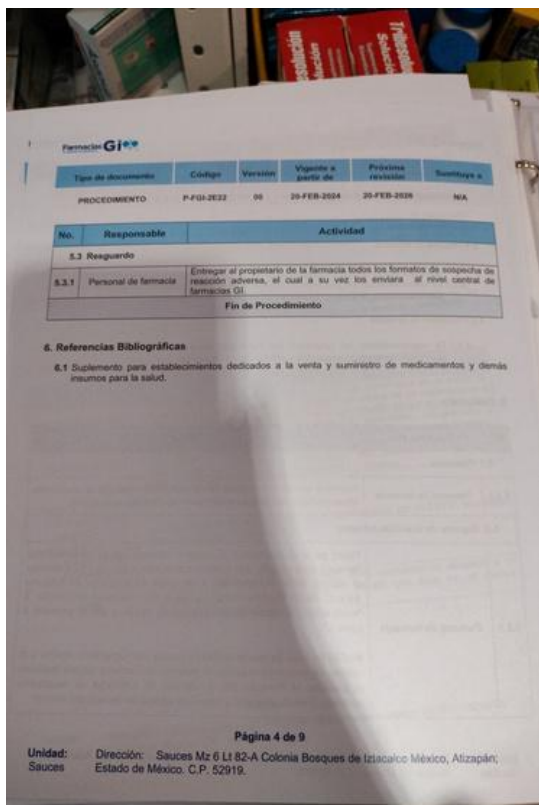 Tribedoce
Solución
solución
Farmacias Gi
Tipo de documento Código Versión Vigente a partir de Próxima revisión Sustituye a
PROCEDIMIENTO P-FGI-2E22 00 20-FEB-2024 20-FEB-2026 N/A
No. Responsable Actividad
5.3 Resguardo
5.3.1 Personal de farmacia Entregar al propietario de la farmacia todos los formatos de sospecha de
reacción adversa, el cual a su vez los enviara al nivel central de
farmacias GI.
Fin de Procedimiento
6. Referencias Bibliográficas
6.1 Suplemento para establecimientos dedicados a la venta y suministro de medicamentos y demás
insumos para la salud.
Página 4 de 9
Unidad: Dirección: Sauces Mz 6 Lt 82-A Colonia Bosques de Iztacalco México, Atizapán;
Sauces Estado de México. C.P. 52919.